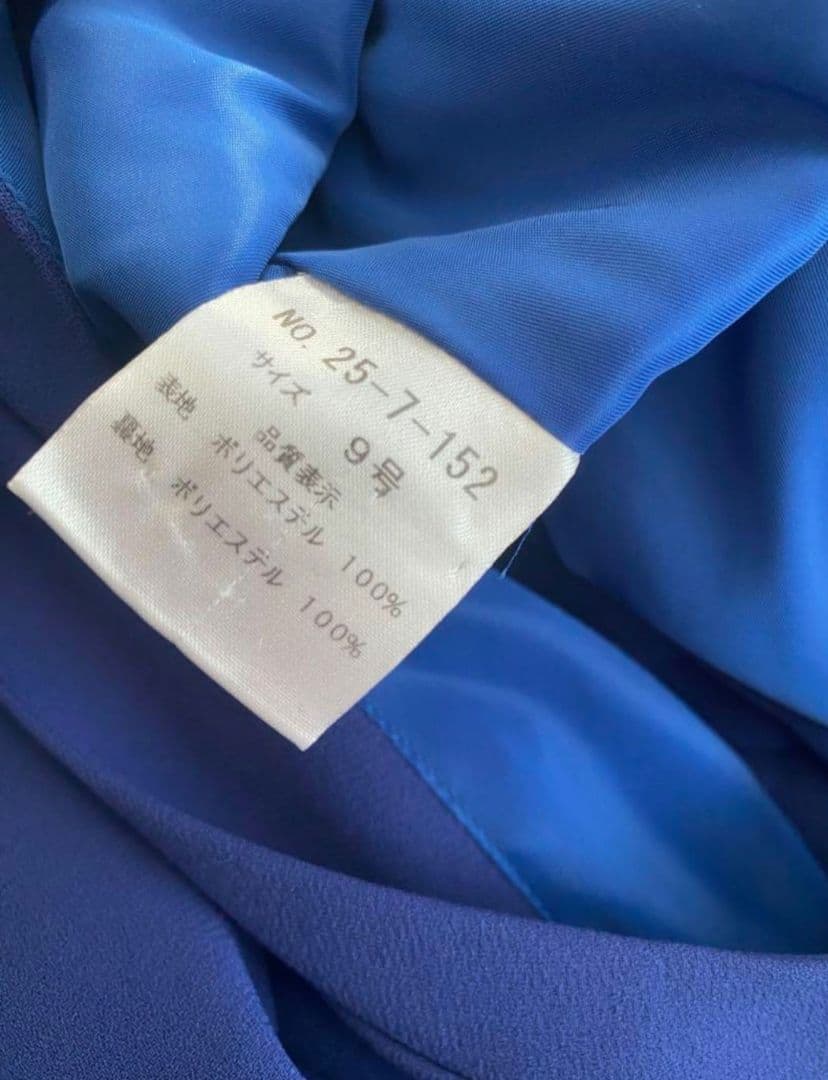 NO. 25-7-152
サイズ 9号
品質表示
表地 ポリエステル 100%
裏地 ポリエステル 100%